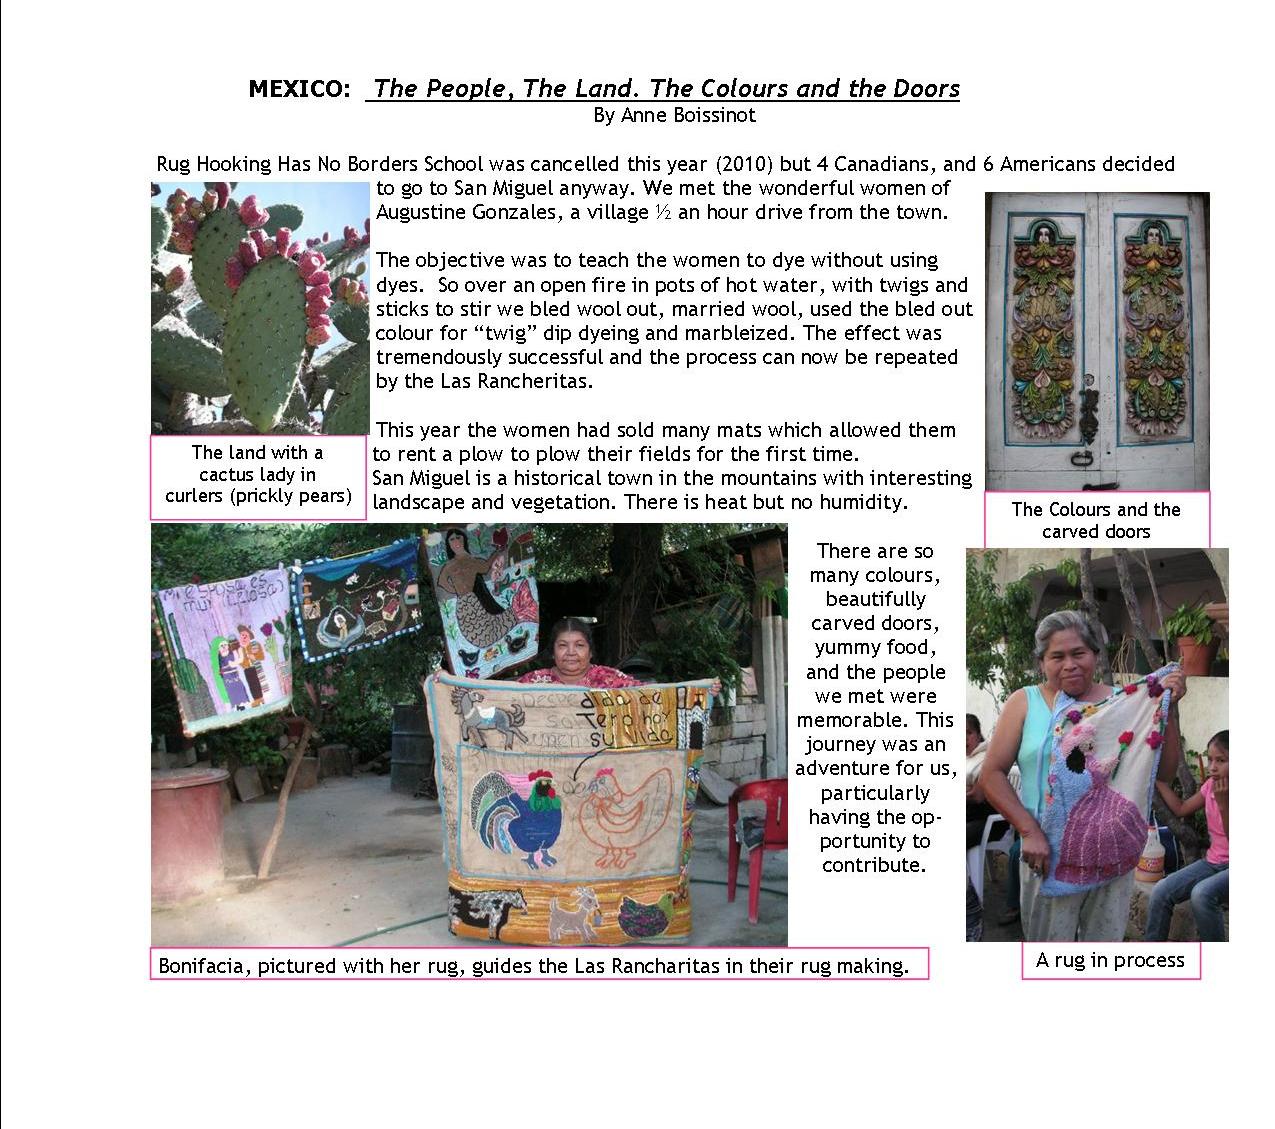 MEXICO: The People, The Land. The Colours and the Doors
By Anne Boissinot
Rug Hooking Has No Borders School was cancelled this year (2010) but 4 Canadians, and 6 Americans decided
to go to San Miguel anyway. We met the wonderful women of
Augustine Gonzales, a village ½ an hour drive from the town.
The objective was to teach the women to dye without using
dyes. So over an open fire in pots of hot water, with twigs and
sticks to stir we bled wool out, married wool, used the bled out
colour for “twig” dip dyeing and marbleized. The effect was
tremendously successful and the process can now be repeated
by the Las Rancheritas.
This year the women had sold many mats which allowed them
to rent a plow to plow their fields for the first time.
San Miguel is a historical town in the mountains with interesting
landscape and vegetation. There is heat but no humidity.
The land with a
cactus lady in
curlers (prickly pears)
The Colours and the
carved doors
There are so
many colours,
beautifully
carved doors,
yummy food,
and the people
we met were
memorable. This
journey was an
adventure for us,
particularly
having the op-
portunity to
contribute.
dida de
hoy
unen su vida
Bonifacia, pictured with her rug, guides the Las Rancharitas in their rug making.
A rug in process